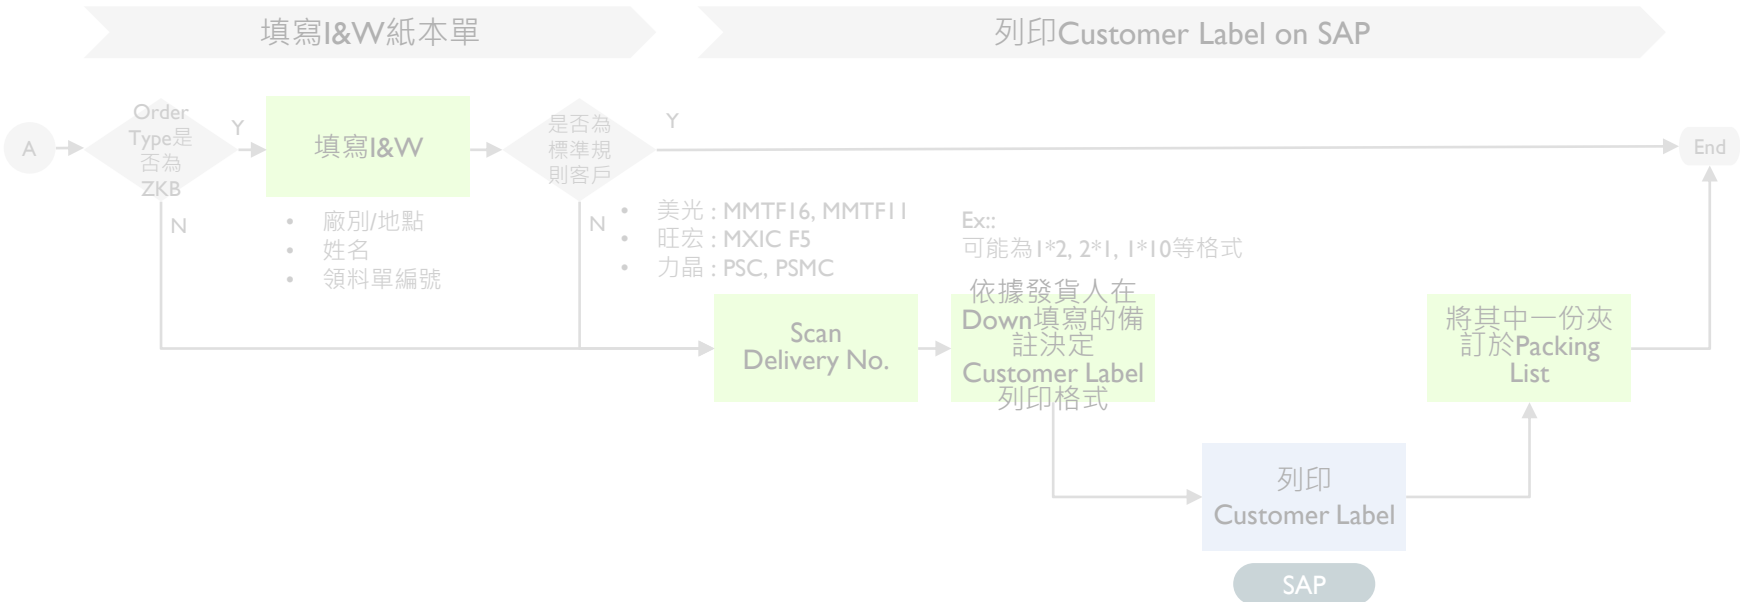 填寫I&W紙本單
列印Customer Label on SAP
A
Order
Type是
否為
ZKB
Y
N
填寫I&W
• 廠別/地點
• 姓名
• 領料單編號
是否為
標準規
則客戶
Y
N
• 美光 : MMTF16, MMTF11
• 旺宏 : MXIC F5
• 力晶 : PSC, PSMC
Ex::
可能為1*2, 2*1, 1*10等格式
End
Scan
Delivery No.
依據發貨人在
Down填寫的備
註決定
Customer Label
列印格式
列印
Customer Label
SAP
將其中一份夾
訂於Packing
List